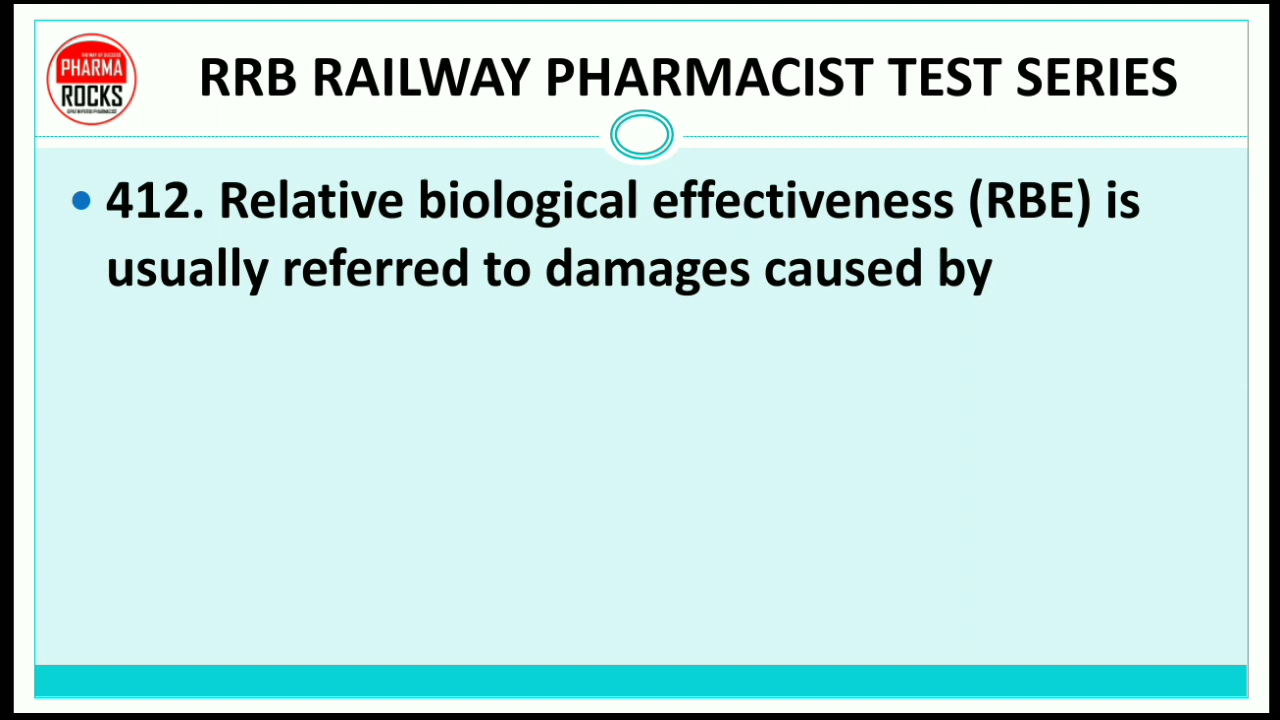 PHARMA
ROCKS
RRB RAILWAY PHARMACIST TEST SERIES
• 412. Relative biological effectiveness (RBE) is
usually referred to damages caused by